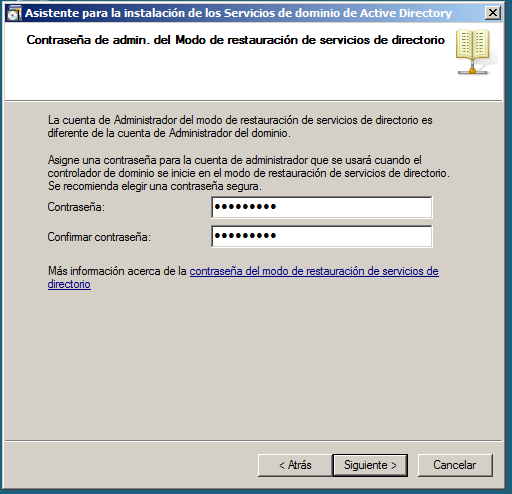 Asistente para la instalación de los Servicios de dominio de Active Directory
Contraseña de admin. del Modo de restauración de servicios de directorio
La cuenta de Administrador del modo de restauración de servicios de directorio es
diferente de la cuenta de Administrador del dominio.
Asigne una contraseña para la cuenta de administrador que se usará cuando el
controlador de dominio se inicie en el modo de restauración de servicios de directorio.
Se recomienda elegir una contraseña segura.
Contraseña: •••••••••
Confirmar contraseña: •••••••••
Más información acerca de la contraseña del modo de restauración de servicios de
directorio
< Atrás Siguiente > Cancelar